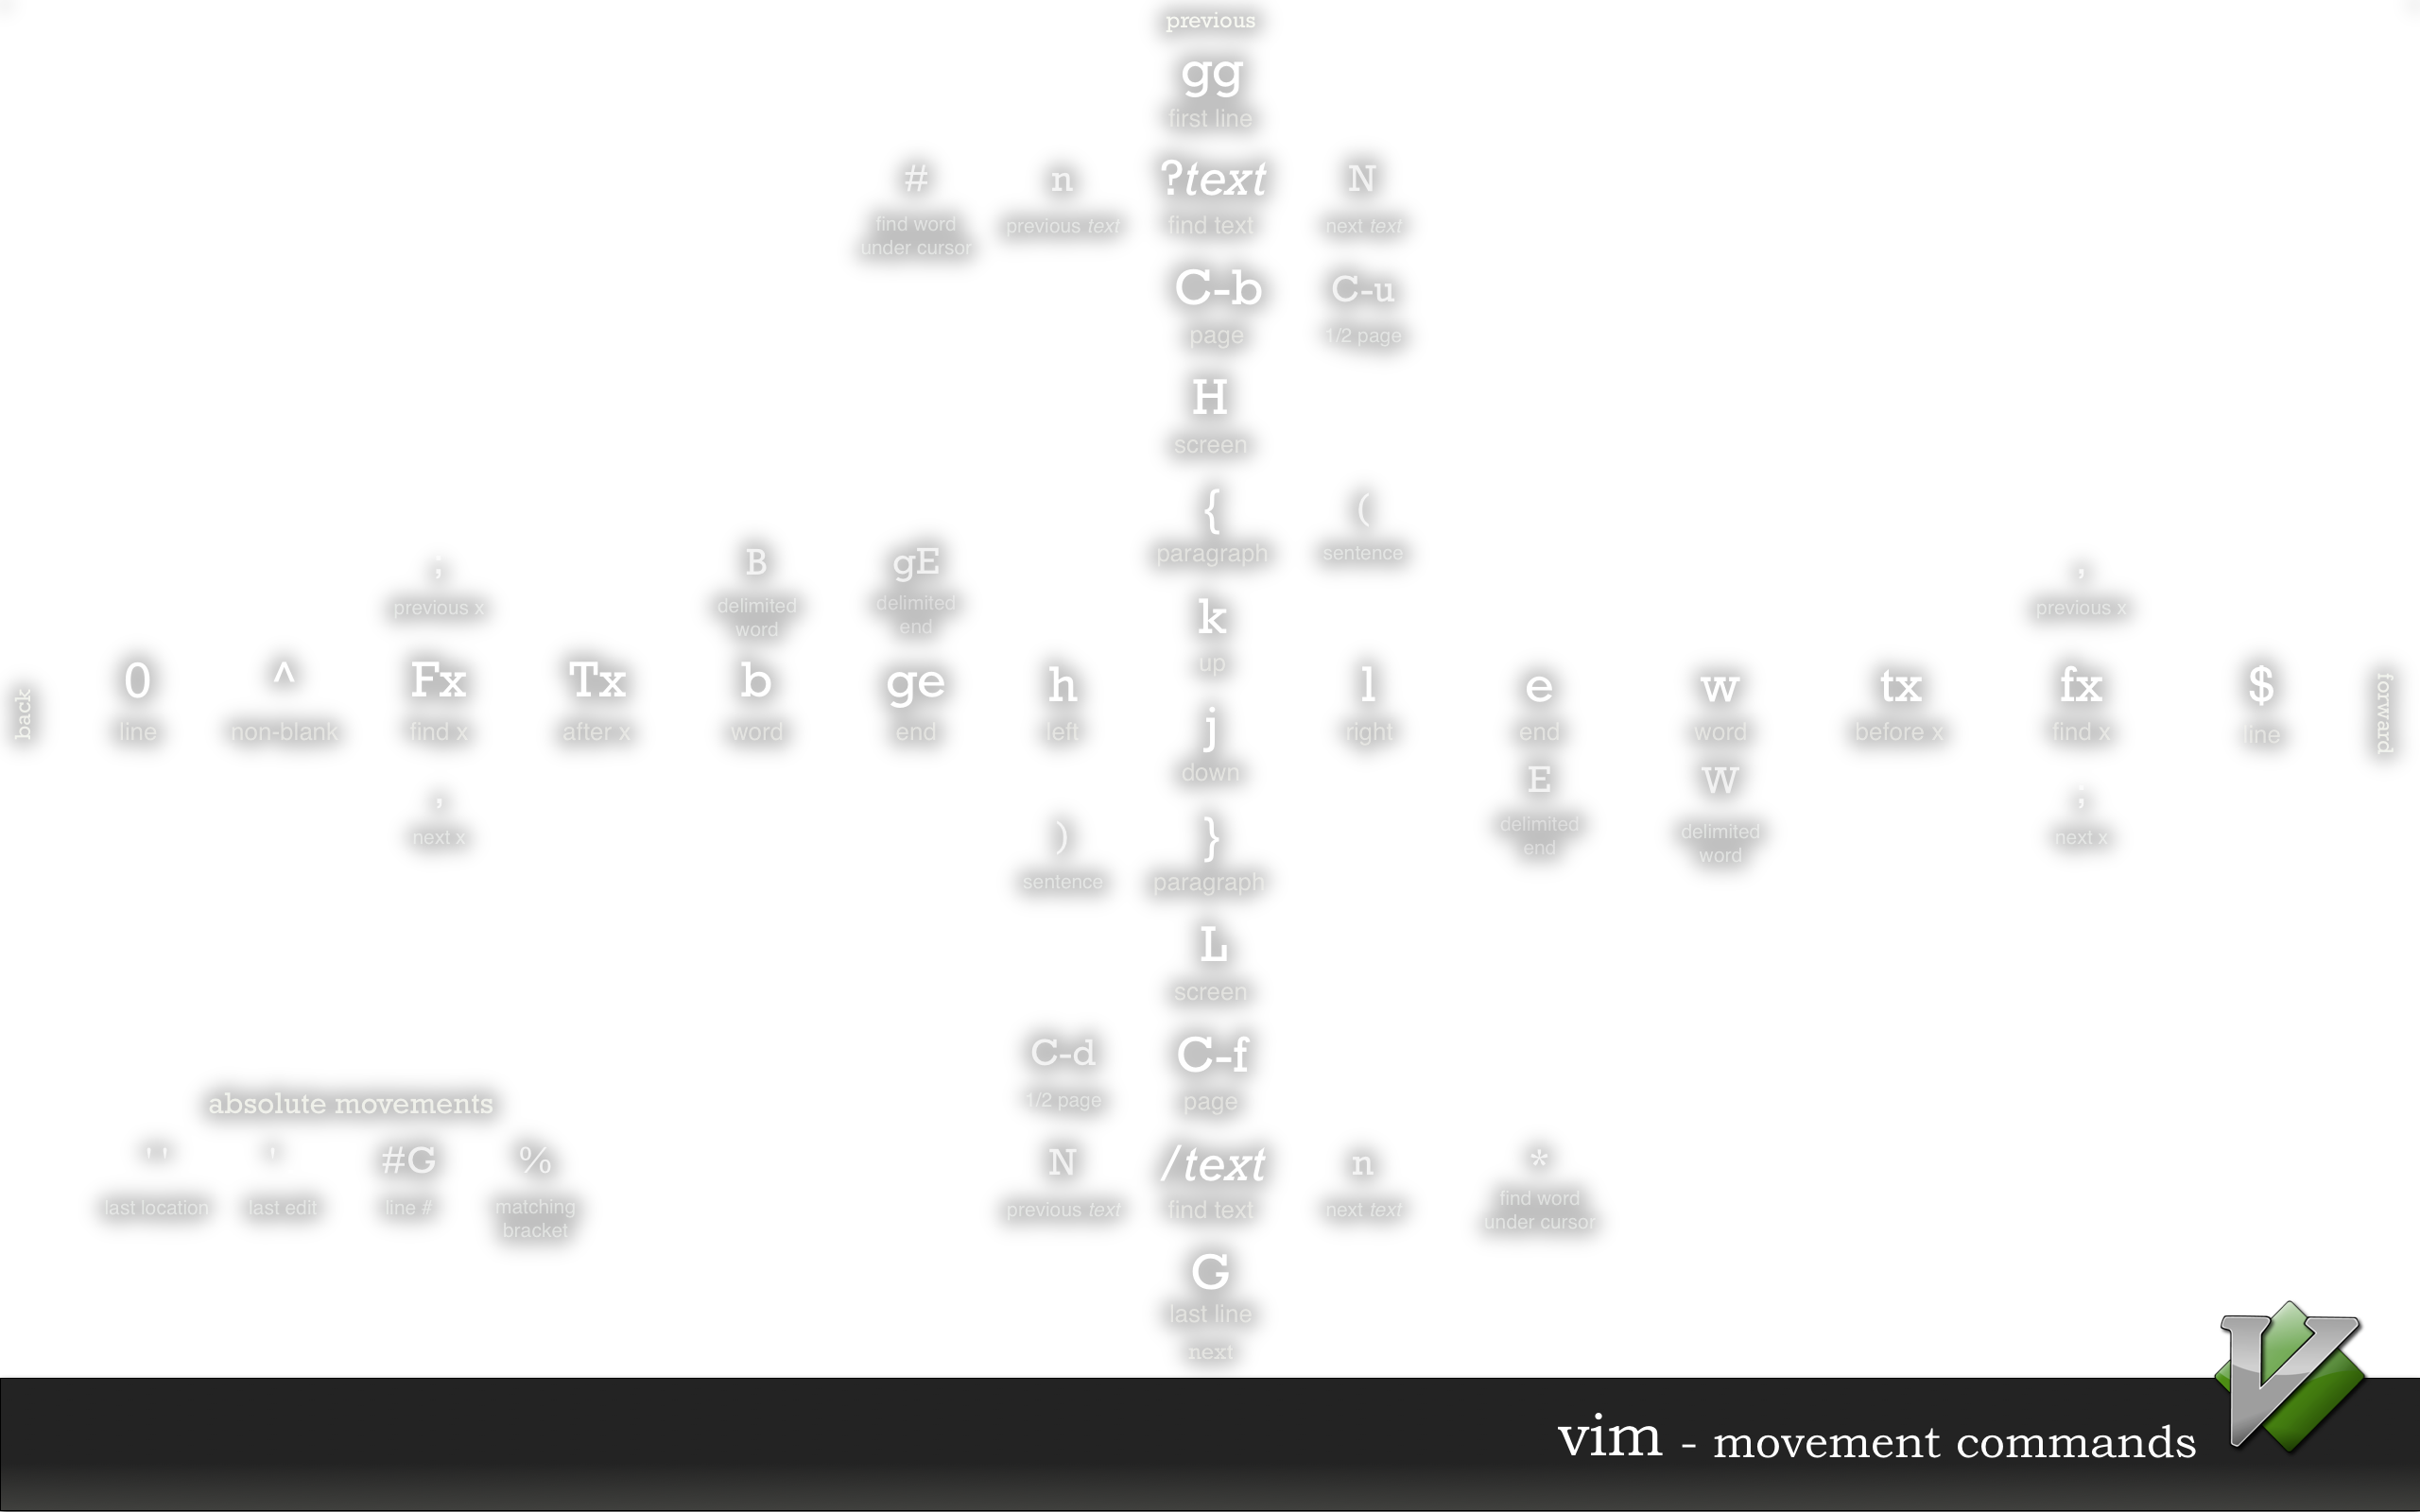 previous
gg
first line
# n ?text N
find word previous text find text next text
under cursor
C-b C-u
page 1/2 page
H
screen
{ (
paragraph sentence
; B gE k ,
previous x delimited delimited previous x
word end
up
back 0 ^ Fx Tx b ge h l e w tx fx $ forward
line non-blank find x after x word end left j right end word before x find x line
down
, E W ;
next x ) } delimited delimited next x
end word
sentence paragraph
L
screen
C-d C-f
1/2 page page
absolute movements
' ' ' #G % N /text n *
last location last edit line # matching previous text find text next text find word
bracket under cursor
G
last line
next
vim - movement commands